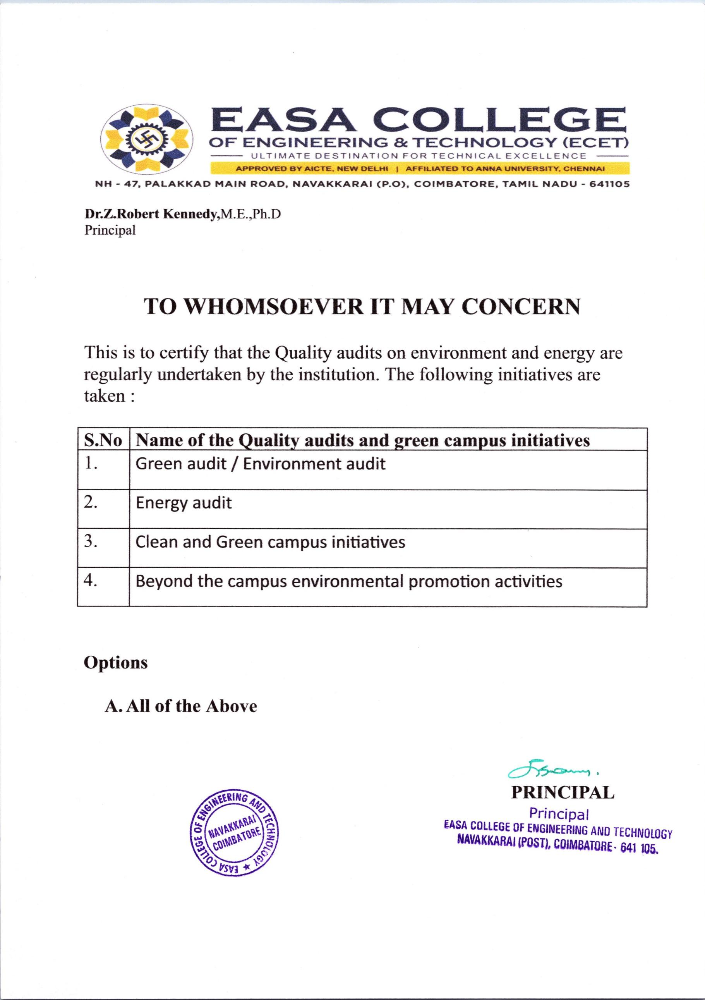 EASA COLLEGE
OF ENGINEERING & TECHNOLOGY (ECET)
ULTIMATE DESTINATION FOR TECHNICAL EXCELLENCE
APPROVED BY AICTE, NEW DELHI | AFFILIATED TO ANNA UNIVERSITY, CHENNAI
NH - 47, PALAKKAD MAIN ROAD, NAVAKKARAI (P.O), COIMBATORE, TAMIL NADU - 641105
Dr.Z.Robert Kennedy,M.E.,Ph.D
Principal
TO WHOMSOEVER IT MAY CONCERN
This is to certify that the Quality audits on environment and energy are
regularly undertaken by the institution. The following initiatives are
taken :
S.No Name of the Quality audits and green campus initiatives
1. Green audit / Environment audit
2. Energy audit
3. Clean and Green campus initiatives
4. Beyond the campus environmental promotion activities
Options
A. All of the Above
PRINCIPAL
Principal
EASA COLLEGE OF ENGINEERING AND TECHNOLOGY
NAVAKKARAI (POST), COIMBATORE- 641 105.
EASA COLLEGE OF ENGINEERING AND TECHNOLOGY ★
NAVAKKARAI
COIMBATORE